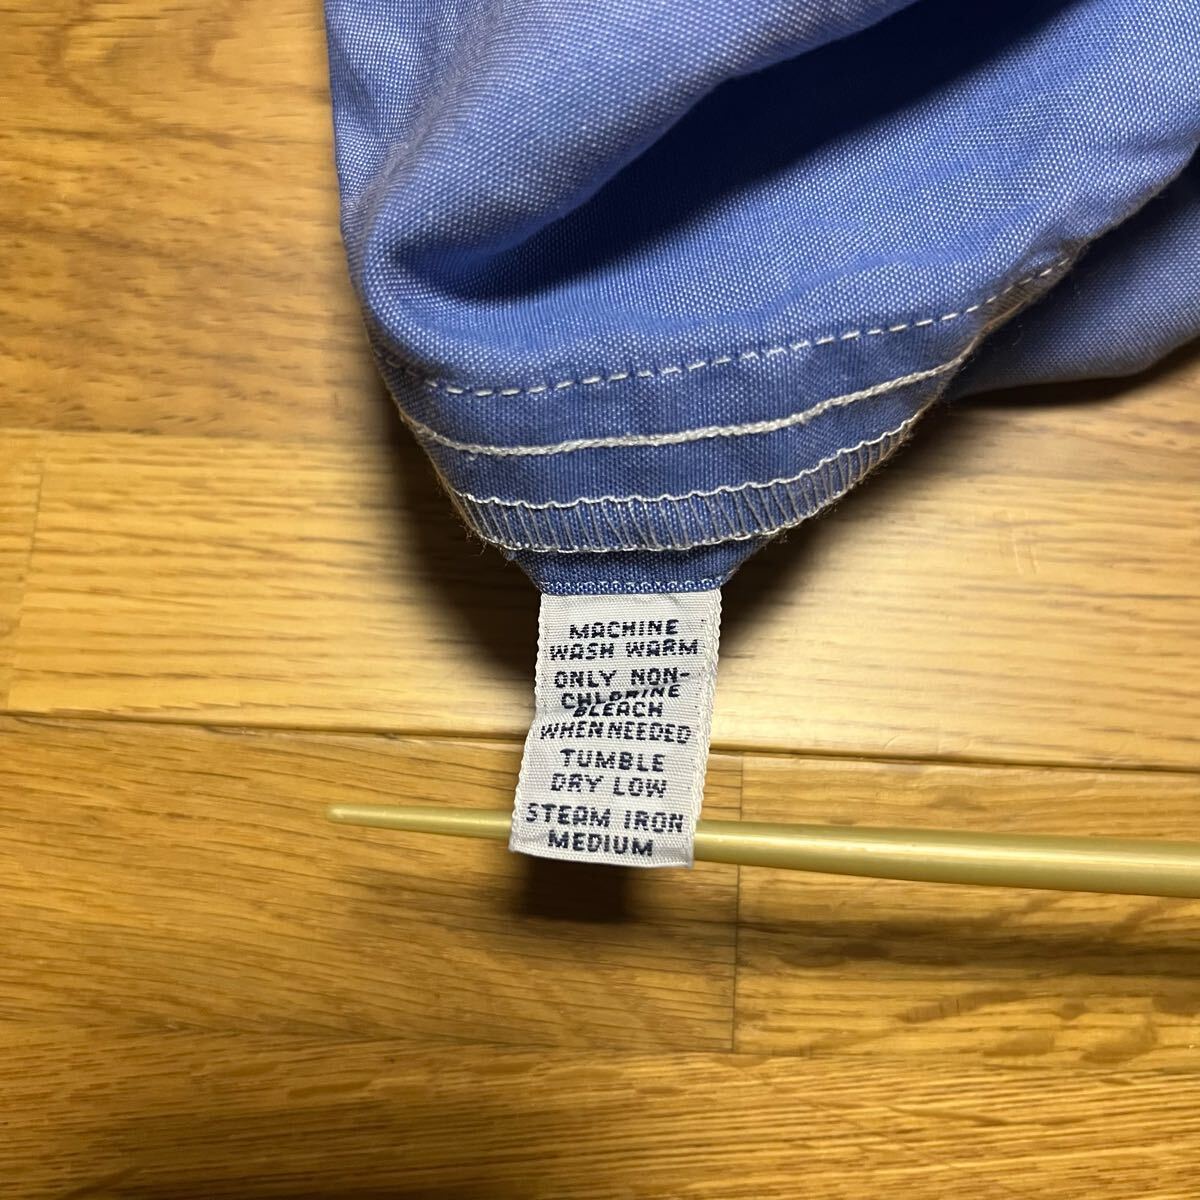 MACHINE
WASH WARM
ONLY NON-
CHLORINE
BLEACH
WHEN NEEDED
TUMBLE
DRY LOW
STEAM IRON
MEDIUM